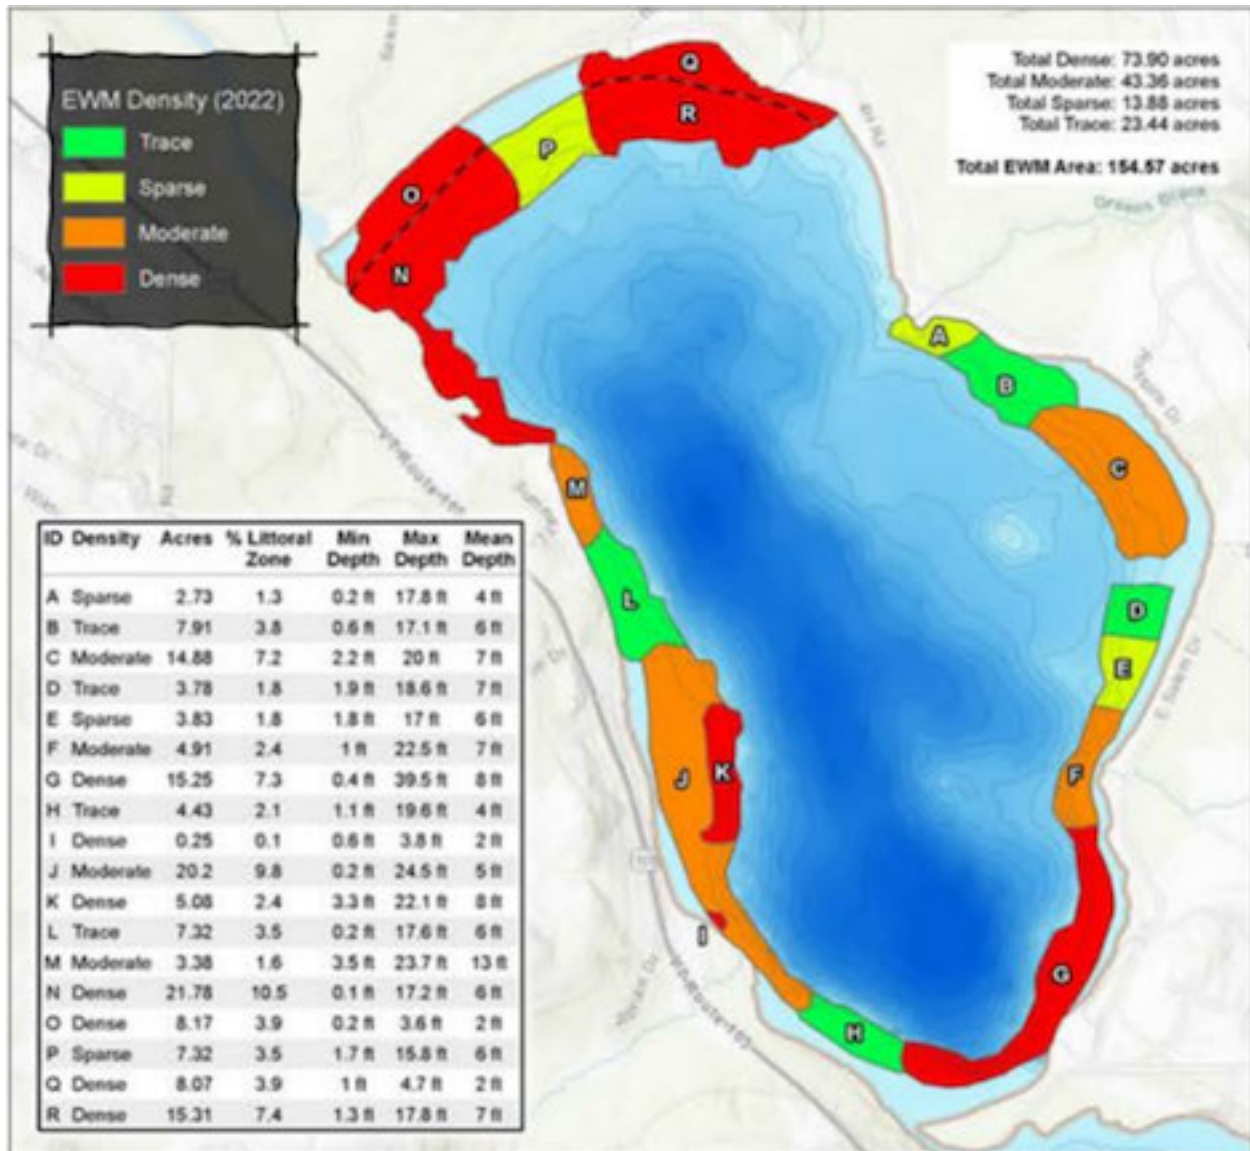 EWM Density (2022)
Trace
Sparse
Moderate
Dense
Total Dense: 73.90 acres
Total Moderate: 43.36 acres
Total Sparse: 13.88 acres
Total Trace: 23.44 acres
Total EWM Area: 154.57 acres
Greens Brook
Q
R
P
O
N
A
B
C
M
L
D
E
E Salem Dr
F
J
K
I
G
H
ID Density Acres % Littoral Min Max Mean
Zone Depth Depth Depth
A Sparse 2.73 1.3 0.2 ft 17.8 ft 4 ft
B Trace 7.91 3.8 0.6 ft 17.1 ft 6 ft
C Moderate 14.88 7.2 2.2 ft 20 ft 7 ft
D Trace 3.78 1.8 1.9 ft 18.6 ft 7 ft
E Sparse 3.83 1.8 1.8 ft 17 ft 6 ft
F Moderate 4.91 2.4 1 ft 22.5 ft 7 ft
G Dense 15.25 7.3 0.4 ft 39.5 ft 8 ft
H Trace 4.43 2.1 1.1 ft 19.6 ft 4 ft
I Dense 0.25 0.1 0.6 ft 3.8 ft 2 ft
J Moderate 20.2 9.8 0.2 ft 24.5 ft 5 ft
K Dense 5.08 2.4 3.3 ft 22.1 ft 8 ft
L Trace 7.32 3.5 0.2 ft 17.6 ft 6 ft
M Moderate 3.38 1.6 3.5 ft 23.7 ft 13 ft
N Dense 21.78 10.5 0.1 ft 17.2 ft 6 ft
O Dense 8.17 3.9 0.2 ft 3.6 ft 2 ft
P Sparse 7.32 3.5 1.7 ft 15.8 ft 6 ft
Q Dense 8.07 3.9 1 ft 4.7 ft 2 ft
R Dense 15.31 7.4 1.3 ft 17.8 ft 7 ft